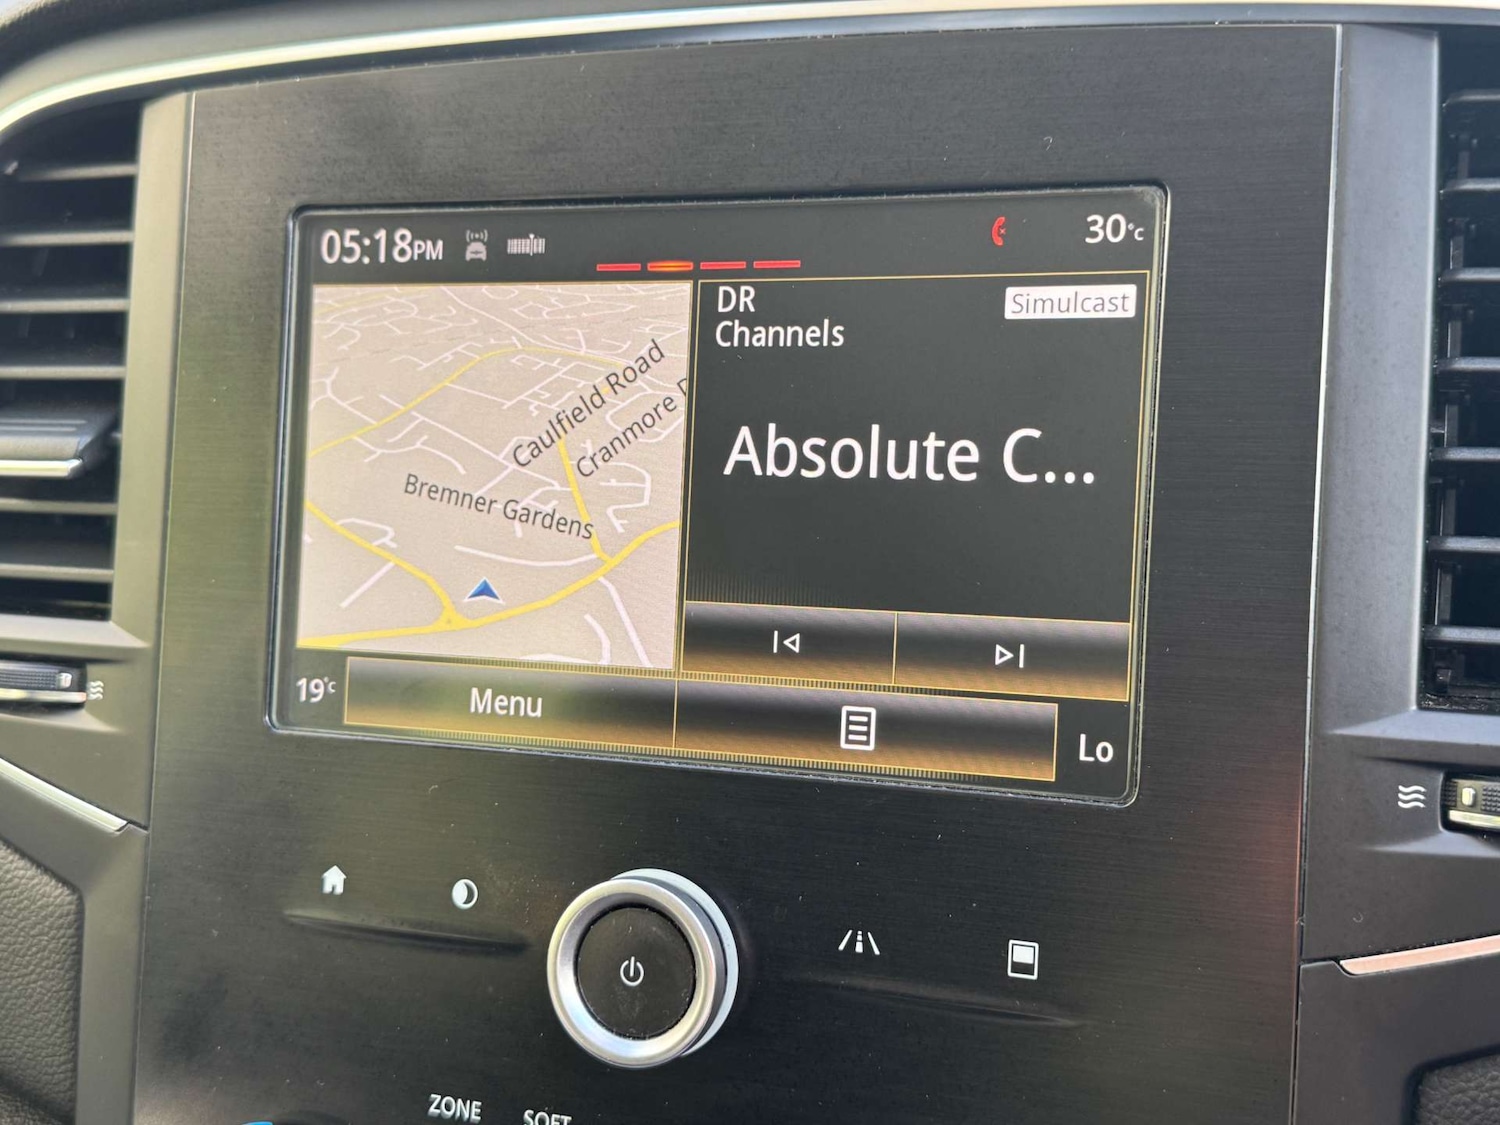 05:18PM
30°C
DR
Channels
Simulcast
Caulfield Road
Cranmore
Bremner Gardens
Absolute C...
19°C
Menu
Lo
ZONE
SOFT